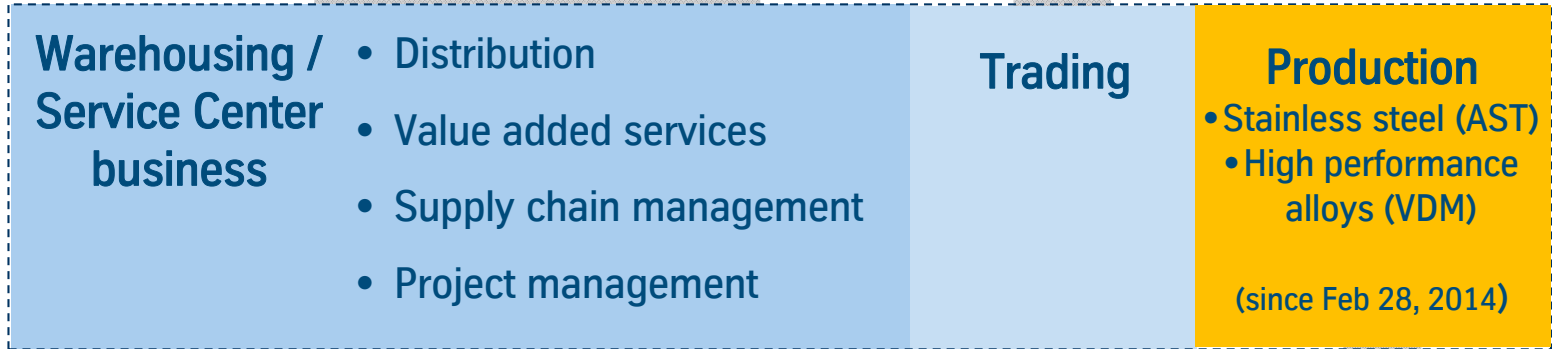 Warehousing /
Service Center
business
• Distribution
• Value added services
• Supply chain management
• Project management
Trading
Production
•Stainless steel (AST)
•High performance
alloys (VDM)
(since Feb 28, 2014)